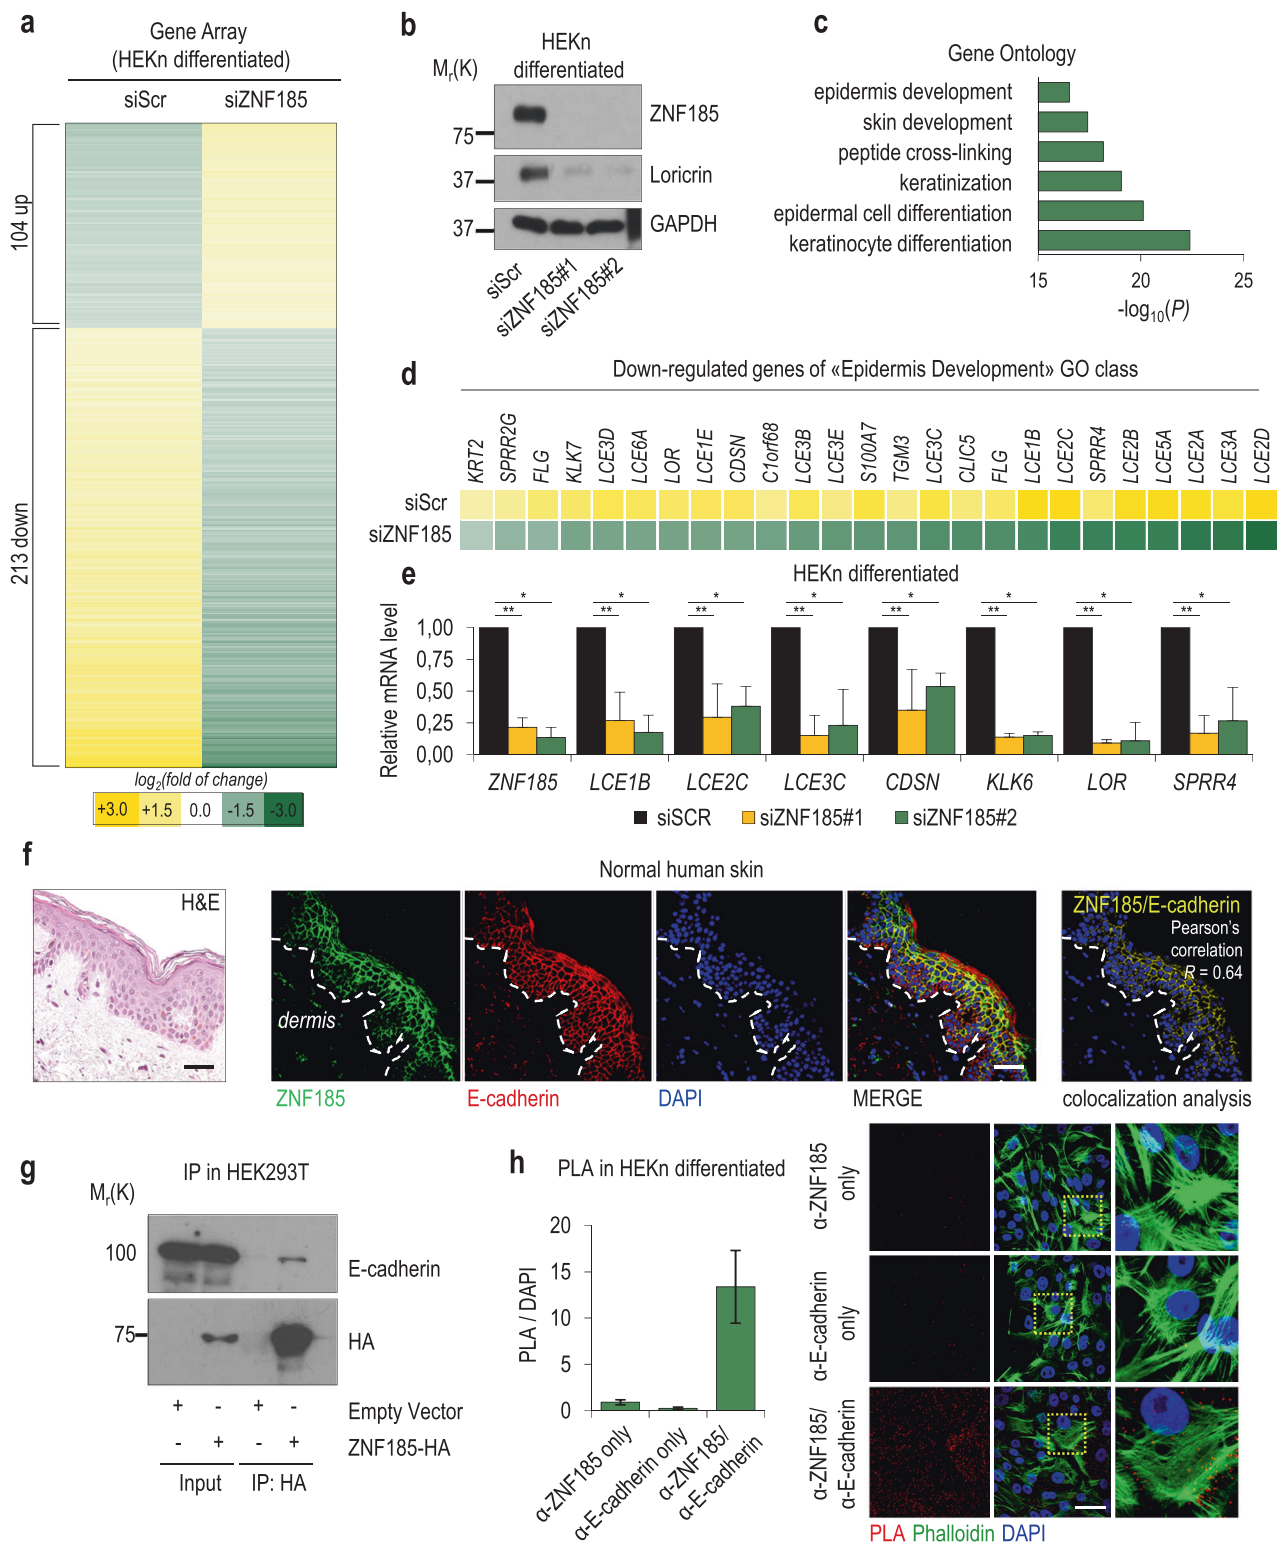 a
Gene Array
(HEKn differentiated)
siScr
siZNF185
104 up
213 down
log2(fold of change)
+3.0
+1.5
0.0
-1.5
-3.0
b
HEKn
differentiated
Mr(K)
75
37
37
ZNF185
Loricrin
GAPDH
siScr
siZNF185#1
siZNF185#2
c
Gene Ontology
epidermis development
skin development
peptide cross-linking
keratinization
epidermal cell differentiation
keratinocyte differentiation
15
20
25
-log10(P)
d
Down-regulated genes of «Epidermis Development» GO class
KRT2
SPRR2G
FLG
KLK7
LCE3D
LCE6A
LOR
LCE1E
CDSN
C1orf68
LCE3B
LCE3E
S100A7
TGM3
LCE3C
CLIC5
FLG
LCE1B
LCE2C
SPRR4
LCE2B
LCE5A
LCE2A
LCE3A
LCE2D
siScr
siZNF185
e
HEKn differentiated
Relative mRNA level
1,00
0,75
0,50
0,25
0,00
* * * * * * * *
** ** ** ** ** ** ** **
ZNF185
LCE1B
LCE2C
LCE3C
CDSN
KLK6
LOR
SPRR4
siSCR
siZNF185#1
siZNF185#2
f
Normal human skin
H&E
dermis
ZNF185/E-cadherin
Pearson's
correlation
R = 0.64
ZNF185
E-cadherin
DAPI
MERGE
colocalization analysis
g
IP in HEK293T
Mr(K)
100
75
E-cadherin
HA
+ - + - Empty Vector
- + - + ZNF185-HA
Input
IP: HA
h
PLA in HEKn differentiated
PLA / DAPI
20
15
10
5
0
α-ZNF185 only
α-E-cadherin only
α-ZNF185/
α-E-cadherin
α-ZNF185
only
α-E-cadherin
only
α-ZNF185/
α-E-cadherin
PLA Phalloidin DAPI